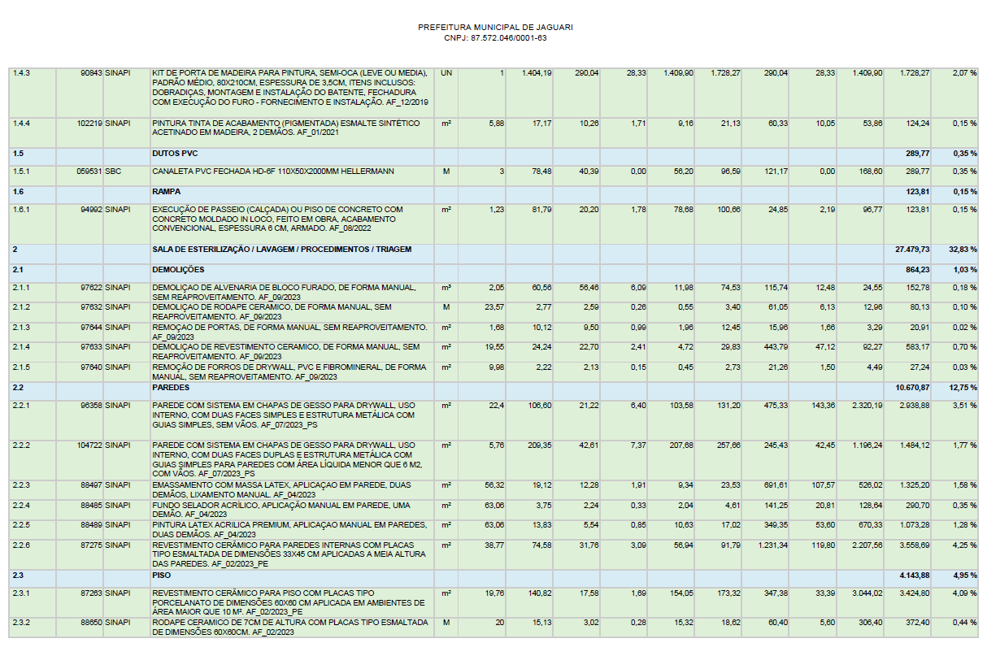 PREFEITURA MUNICIPAL DE JAGUARI
CNPJ: 87.572.046/0001-63
1.4.3 90843 SINAPI KIT DE PORTA DE MADEIRA PARA PINTURA, SEMI-OCA (LEVE OU MEDIA), UN 1 1.404,19 290,04 28,33 1.409,90 1.728,27 290,04 28,33 1.409,90 1.728,27 2,07 %
PADRÃO MÉDIO, 80X210CM, ESPESSURA DE 3,5CM, ITENS INCLUSOS:
DOBRADIÇAS, MONTAGEM E INSTALAÇÃO DO BATENTE, FECHADURA
COM EXECUÇÃO DO FURO - FORNECIMENTO E INSTALAÇÃO. AF_12/2019
1.4.4 102219 SINAPI PINTURA TINTA DE ACABAMENTO (PIGMENTADA) ESMALTE SINTÉTICO m² 5,88 17,17 10,26 1,71 9,16 21,13 60,33 10,05 53,86 124,24 0,15 %
ACETINADO EM MADEIRA, 2 DEMÃOS. AF_01/2021
1.5 DUTOS PVC 289,77 0,35 %
1.5.1 059531 SBC CANALETA PVC FECHADA HD-6F 110X50X2000MM HELLERMANN M 3 78,48 40,39 0,00 56,20 96,59 121,17 0,00 168,60 289,77 0,35 %
1.6 RAMPA 123,81 0,15 %
1.6.1 94992 SINAPI EXECUÇÃO DE PASSEIO (CALÇADA) OU PISO DE CONCRETO COM m² 1,23 81,79 20,20 1,78 78,68 100,66 24,85 2,19 96,77 123,81 0,15 %
CONCRETO MOLDADO IN LOCO, FEITO EM OBRA, ACABAMENTO
CONVENCIONAL, ESPESSURA 6 CM, ARMADO. AF_08/2022
2 SALA DE ESTERILIZAÇÃO / LAVAGEM / PROCEDIMENTOS / TRIAGEM 27.479,73 32,83 %
2.1 DEMOLIÇÕES 864,23 1,03 %
2.1.1 97622 SINAPI DEMOLIÇAO DE ALVENARIA DE BLOCO FURADO, DE FORMA MANUAL, m³ 2,05 60,56 56,46 6,09 11,98 74,53 115,74 12,48 24,55 152,78 0,18 %
SEM REAPROVEITAMENTO. AF_09/2023
2.1.2 97632 SINAPI DEMOLIÇAO DE RODAPE CERAMICO, DE FORMA MANUAL, SEM M 23,57 2,77 2,59 0,26 0,55 3,40 61,05 6,13 12,96 80,13 0,10 %
REAPROVEITAMENTO. AF_09/2023
2.1.3 97644 SINAPI REMOÇAO DE PORTAS, DE FORMA MANUAL, SEM REAPROVEITAMENTO. m² 1,68 10,12 9,50 0,99 1,96 12,45 15,96 1,66 3,29 20,91 0,02 %
AF_09/2023
2.1.4 97633 SINAPI DEMOLIÇAO DE REVESTIMENTO CERAMICO, DE FORMA MANUAL, SEM m² 19,55 24,24 22,70 2,41 4,72 29,83 443,79 47,12 92,27 583,17 0,70 %
REAPROVEITAMENTO. AF_09/2023
2.1.5 97640 SINAPI REMOÇÃO DE FORROS DE DRYWALL, PVC E FIBROMINERAL, DE FORMA m² 9,98 2,22 2,13 0,15 0,45 2,73 21,26 1,50 4,49 27,24 0,03 %
MANUAL, SEM REAPROVEITAMENTO. AF_09/2023
2.2 PAREDES 10.670,87 12,75 %
2.2.1 96358 SINAPI PAREDE COM SISTEMA EM CHAPAS DE GESSO PARA DRYWALL, USO m² 22,4 106,60 21,22 6,40 103,58 131,20 475,33 143,36 2.320,19 2.938,88 3,51 %
INTERNO, COM DUAS FACES SIMPLES E ESTRUTURA METÁLICA COM
GUIAS SIMPLES, SEM VÃOS. AF_07/2023_PS
2.2.2 104722 SINAPI PAREDE COM SISTEMA EM CHAPAS DE GESSO PARA DRYWALL, USO m² 5,76 209,35 42,61 7,37 207,68 257,66 245,43 42,45 1.196,24 1.484,12 1,77 %
INTERNO, COM DUAS FACES DUPLAS E ESTRUTURA METÁLICA COM
GUIAS SIMPLES PARA PAREDES COM ÁREA LÍQUIDA MENOR QUE 6 M2,
COM VÃOS. AF_07/2023_PS
2.2.3 88497 SINAPI EMASSAMENTO COM MASSA LATEX, APLICAÇAO EM PAREDE, DUAS m² 56,32 19,12 12,28 1,91 9,34 23,53 691,61 107,57 526,02 1.325,20 1,58 %
DEMÃOS, LIXAMENTO MANUAL. AF_04/2023
2.2.4 88485 SINAPI FUNDO SELADOR ACRÍLICO, APLICAÇÃO MANUAL EM PAREDE, UMA m² 63,06 3,75 2,24 0,33 2,04 4,61 141,25 20,81 128,64 290,70 0,35 %
DEMÃO. AF_04/2023
2.2.5 88489 SINAPI PINTURA LATEX ACRILICA PREMIUM, APLICAÇAO MANUAL EM PAREDES, m² 63,06 13,83 5,54 0,85 10,63 17,02 349,35 53,60 670,33 1.073,28 1,28 %
DUAS DEMÃOS. AF_04/2023
2.2.6 87275 SINAPI REVESTIMENTO CERÂMICO PARA PAREDES INTERNAS COM PLACAS m² 38,77 74,58 31,76 3,09 56,94 91,79 1.231,34 119,80 2.207,56 3.558,69 4,25 %
TIPO ESMALTADA DE DIMENSÕES 33X45 CM APLICADAS A MEIA ALTURA
DAS PAREDES. AF_02/2023_PE
2.3 PISO 4.143,88 4,95 %
2.3.1 87263 SINAPI REVESTIMENTO CERÂMICO PARA PISO COM PLACAS TIPO m² 19,76 140,82 17,58 1,69 154,05 173,32 347,38 33,39 3.044,02 3.424,80 4,09 %
PORCELANATO DE DIMENSÕES 60X60 CM APLICADA EM AMBIENTES DE
ÁREA MAIOR QUE 10 M². AF_02/2023_PE
2.3.2 88650 SINAPI RODAPE CERAMICO DE 7CM DE ALTURA COM PLACAS TIPO ESMALTADA M 20 15,13 3,02 0,28 15,32 18,62 60,40 5,60 306,40 372,40 0,44 %
DE DIMENSÕES 60X60CM. AF_02/2023